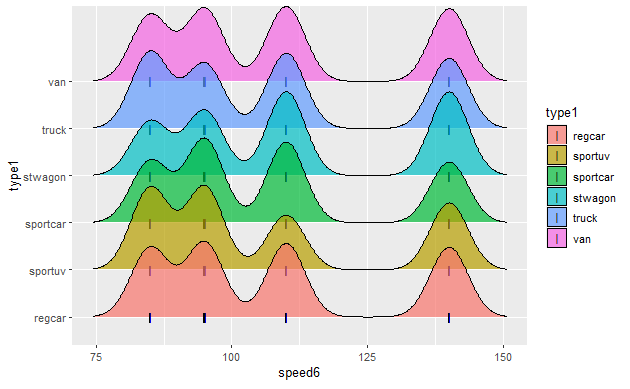 type1
van
truck
stwagon
sportcar
sportuv
regcar
75
100
125
150
speed6
type1
regcar
sportuv
sportcar
stwagon
truck
van